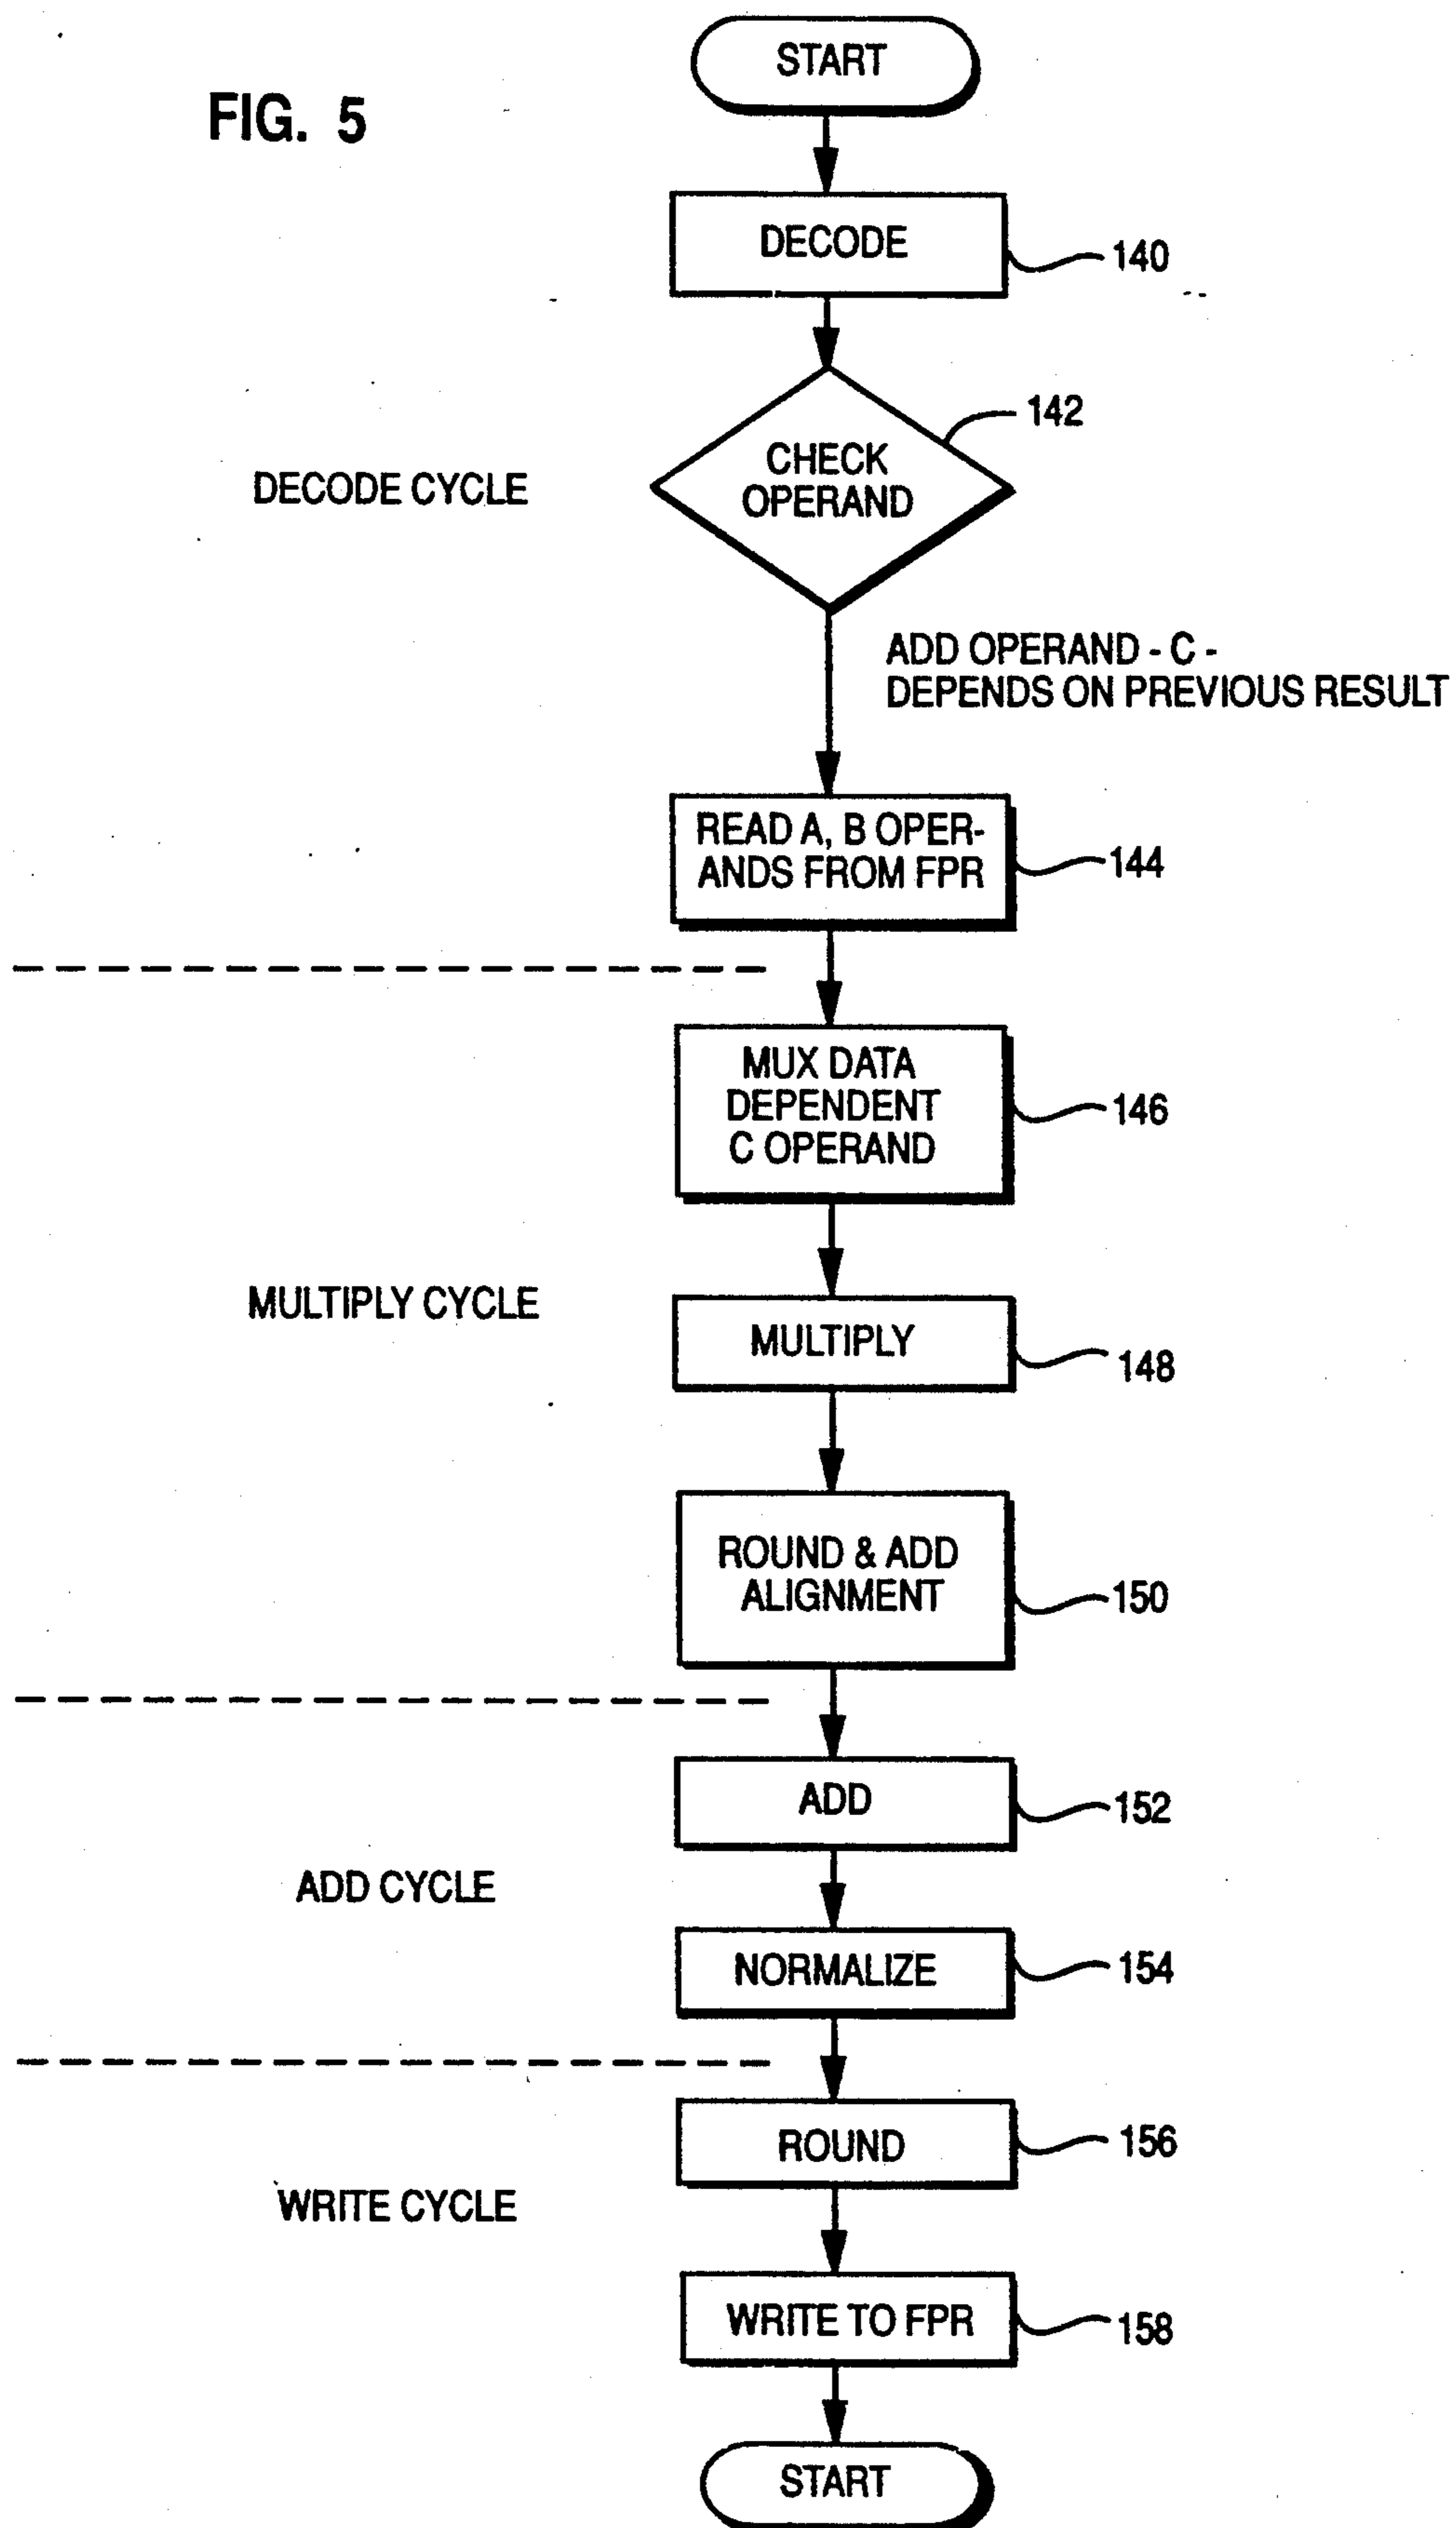 START
FIG. 5
DECODE
140
142
CHECK
OPERAND
DECODE CYCLE
ADD OPERAND - C -
DEPENDS ON PREVIOUS RESULT
READ A, B OPER-
ANDS FROM FPR
144
MUX DATA
DEPENDENT
C OPERAND
146
MULTIPLY CYCLE
MULTIPLY
148
ROUND & ADD
ALIGNMENT
150
ADD
152
ADD CYCLE
NORMALIZE
154
ROUND
156
WRITE CYCLE
WRITE TO FPR
158
START